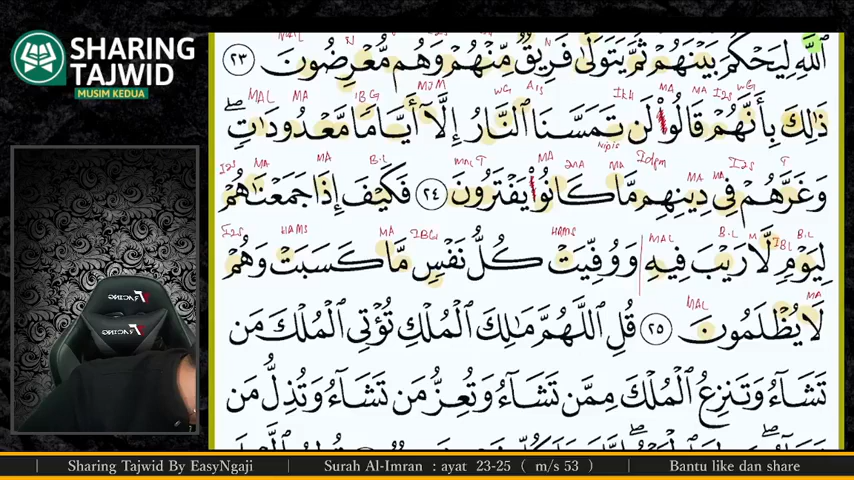 SHARING
TAJWID
MUSIM KEDUA
اللَّهِ لِيَحْكُمَ بَيْنَهُمْ ثُمَّ يَتَوَلَّىٰ فَرِيقٌ مِّنْهُمْ وَهُم مُّعْرِضُونَ ٢٣
ذَٰلِكَ بِأَنَّهُمْ قَالُوا۟ لَن تَمَسَّنَا ٱلنَّارُ إِلَّآ أَيَّامًا مَّعْدُودَٰتٍ ۖ
وَغَرَّهُمْ فِى دِينِهِم مَّا كَانُوا۟ يَفْتَرُونَ ٢٤ فَكَيْفَ إِذَا جَمَعْنَٰهُمْ
لِيَوْمٍ لَّا رَيْبَ فِيهِ وَوُفِّيَتْ كُلُّ نَفْسٍ مَّا كَسَبَتْ وَهُمْ
لَا يُظْلَمُونَ ٢٥ قُلِ ٱللَّهُمَّ مَٰلِكَ ٱلْمُلْكِ تُؤْتِى ٱلْمُلْكَ مَن
تَشَآءُ وَتَنزِعُ ٱلْمُلْكَ مِمَّن تَشَآءُ وَتُعِزُّ مَن تَشَآءُ وَتُذِلُّ مَن
Sharing Tajwid By EasyNgaji | Surah Al-Imran : ayat 23-25 ( m/s 53 ) | Bantu like dan share